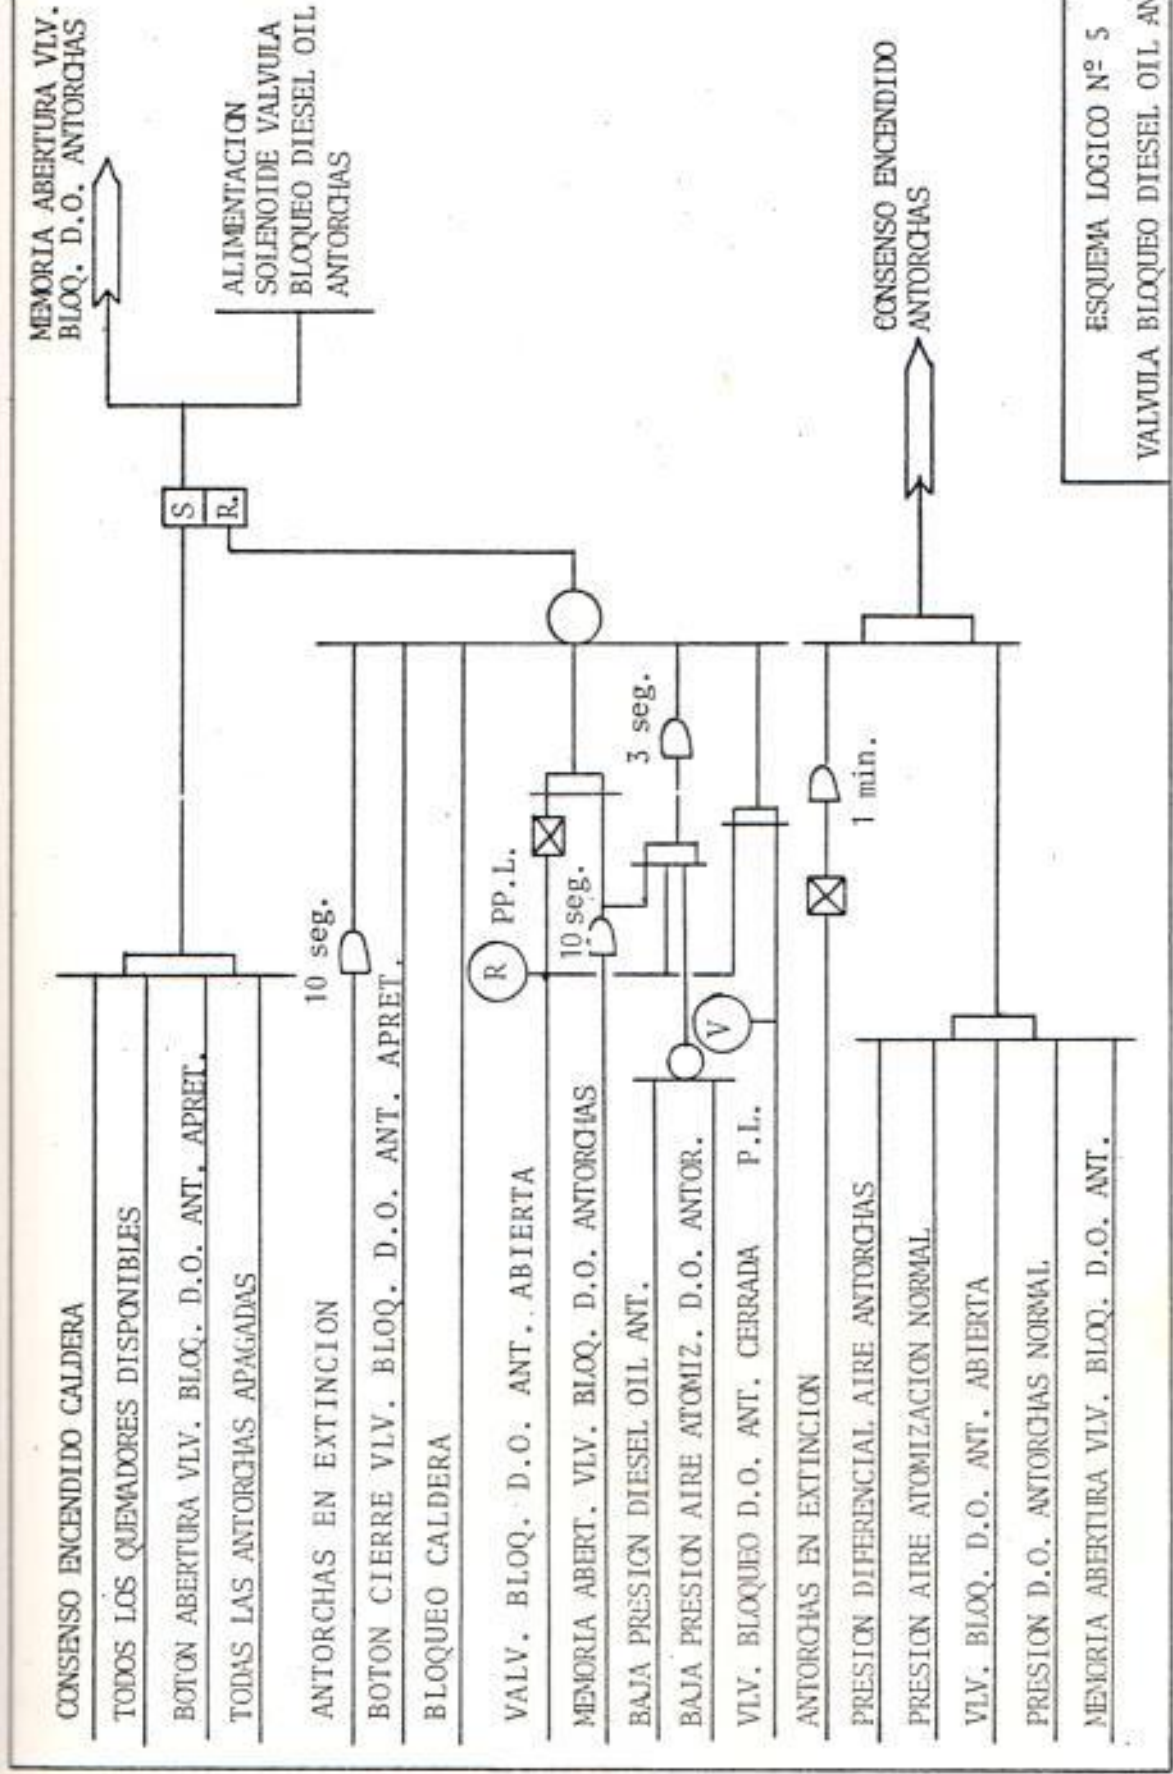 CONSENSO ENCENDIDO CALDERA
TODOS LOS QUEMADORES DISPONIBLES
BOTON ABERTURA VLV. BLOQ. D.O. ANT. APRET.
TODAS LAS ANTORCHAS APAGADAS
ANTORCHAS EN EXTINCION
10 seg.
BOTON CIERRE VLV. BLOQ. D.O. ANT. APRET.
BLOQUEO CALDERA
VALV. BLOQ. D.O. ANT. ABIERTA
R
PP.L.
MEMORIA ABERT. VLV. BLOQ. D.O. ANTORCHAS
10 seg.
BAJA PRESION DIESEL OIL ANT.
3 seg.
BAJA PRESION AIRE ATOMIZ. D.O. ANTOR.
VLV. BLOQUEO D.O. ANT. CERRADA P.L.
V
ANTORCHAS EN EXTINCION
1 min.
PRESION DIFERENCIAL AIRE ANTORCHAS
PRESION AIRE ATOMIZACION NORMAL
VLV. BLOQ. D.O. ANT. ABIERTA
PRESION D.O. ANTORCHAS NORMAL
MEMORIA ABERTURA VLV. BLOQ. D.O. ANT.
S
R.
MEMORIA ABERTURA VLV.
BLOQ. D.O. ANTORCHAS
ALIMENTACION
SOLENOIDE VALVULA
BLOQUEO DIESEL OIL
ANTORCHAS
CONSENSO ENCENDIDO
ANTORCHAS
ESQUEMA LOGICO Nº 5
VALVULA BLOQUEO DIESEL OIL AN